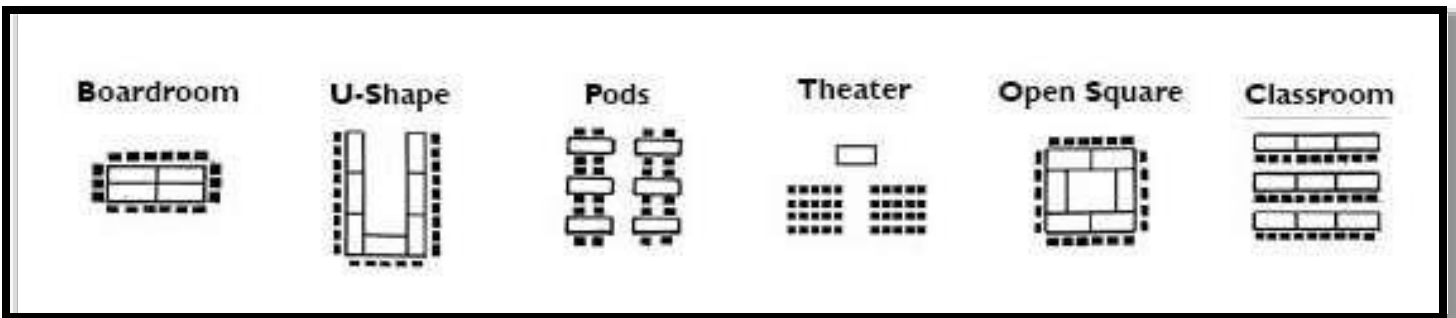 Boardroom
U-Shape
Pods
Theater
Open Square
Classroom